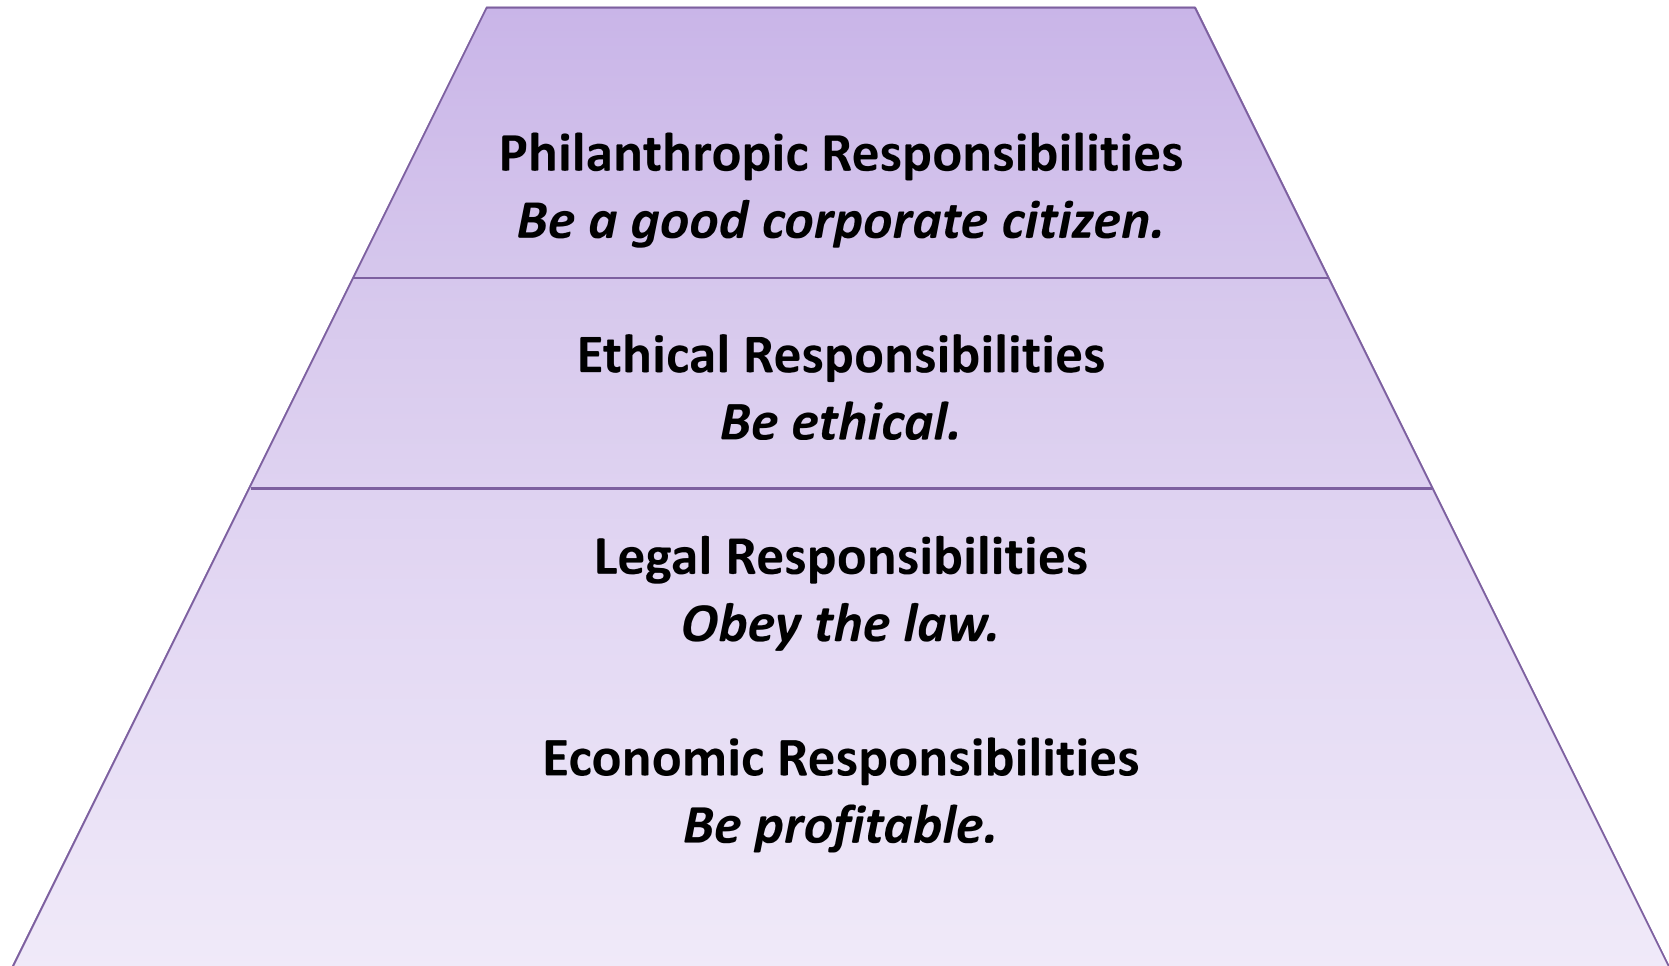 Philanthropic Responsibilities
Be a good corporate citizen.
Ethical Responsibilities
Be ethical.
Legal Responsibilities
Obey the law.
Economic Responsibilities
Be profitable.